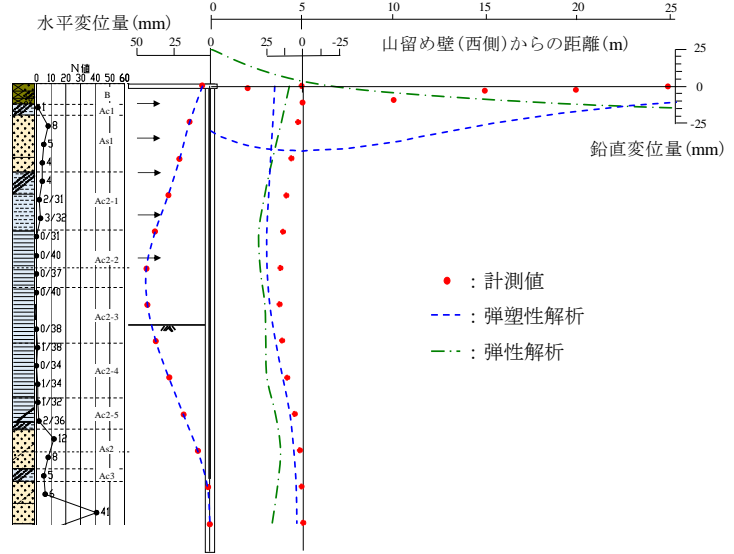 水平変位量(mm)
50 25 0 25 0 -25
5 10 15 20 25
山留め壁(西側)からの距離(m)
25
0
-25
鉛直変位量(mm)
N値
0 10 20 30 40 50 60
B
1
Ac1
8
As1
5
4
4
2/31
Ac2-1
3/32
0/31
0/40
Ac2-2
0/37
0/40
Ac2-3
0/38
1/38
0/34
Ac2-4
1/34
1/32
Ac2-5
2/36
12
As2
8
Ac3
5
6
41
：計測値
：弾塑性解析
：弾性解析